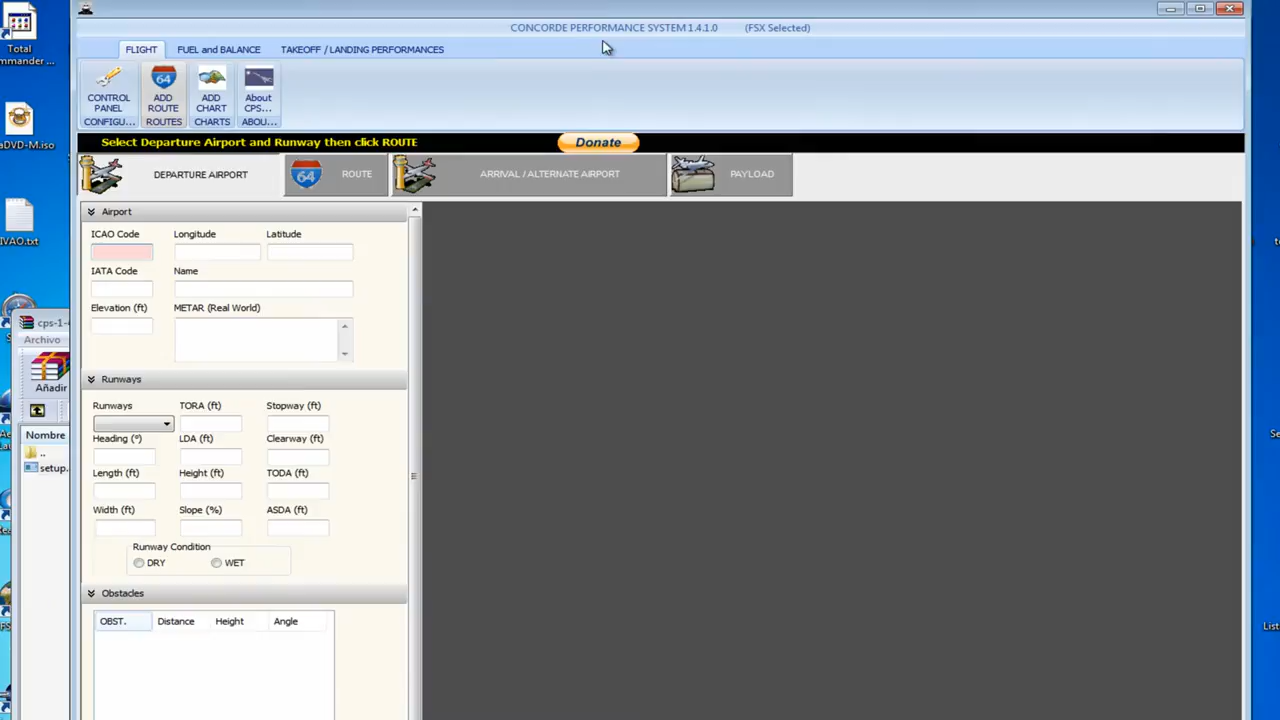 Total
mmander ...
aDVD-M.iso
IVAO.txt
CONCORDE PERFORMANCE SYSTEM 1.4.1.0 (FSX Selected)
FLIGHT FUEL and BALANCE TAKEOFF / LANDING PERFORMANCES
CONTROL PANEL
CONFIGU...
ADD ROUTE
ROUTES
ADD CHART
CHARTS
About CPS...
ABOU...
Select Departure Airport and Runway then click ROUTE
Donate
DEPARTURE AIRPORT
64 ROUTE
ARRIVAL / ALTERNATE AIRPORT
PAYLOAD
Airport
ICAO Code Longitude Latitude
IATA Code Name
Elevation (ft) METAR (Real World)
Runways
Runways TORA (ft) Stopway (ft)
Heading (°) LDA (ft) Clearway (ft)
Length (ft) Height (ft) TODA (ft)
Width (ft) Slope (%) ASDA (ft)
Runway Condition
DRY WET
Obstacles
OBST. Distance Height Angle
cps-1-
Archivo
Añadir
Nombre
..
setup.
List